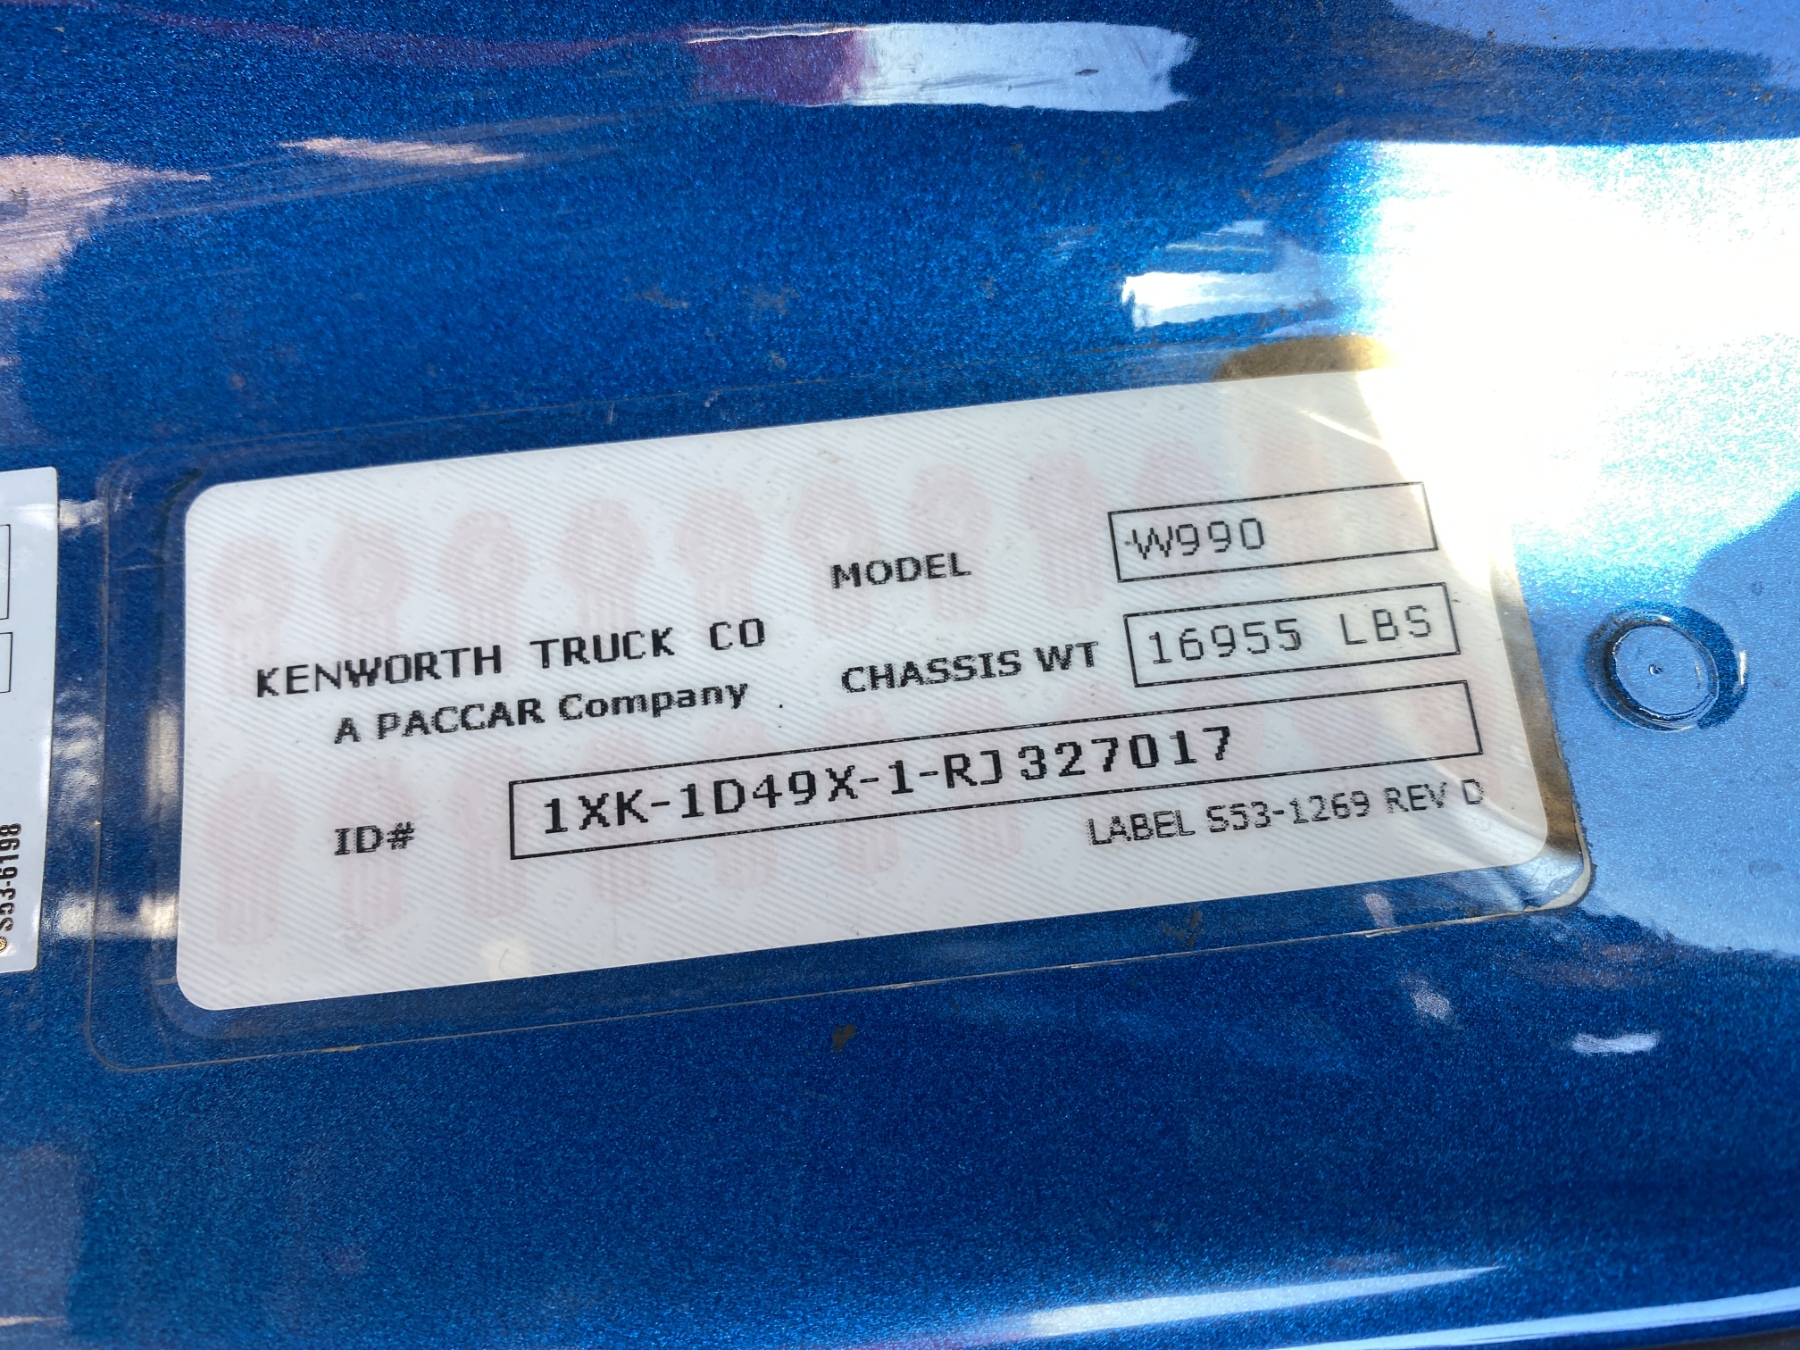 MODEL -W990
KENWORTH TRUCK CO
CHASSIS WT 16955 LBS
A PACCAR Company
ID# 1XK-1D49X-1-RJ327017
LABEL S53-1269 REV D
S53-6198